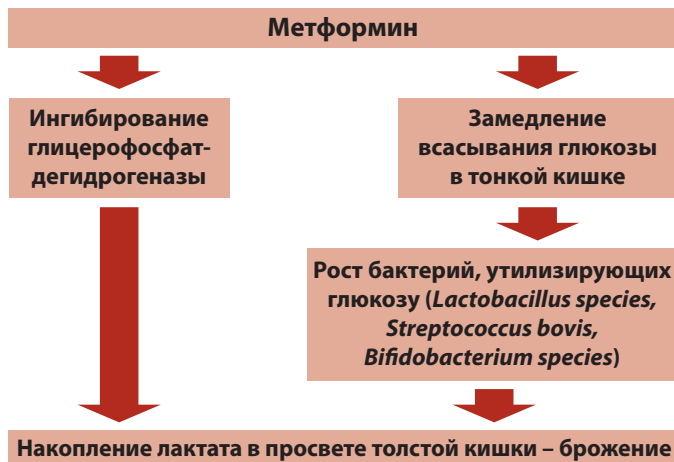 Метформин
Ингибирование
глицерофосфат-
дегидрогеназы
Замедление
всасывания глюкозы
в тонкой кишке
Рост бактерий, утилизирующих
глюкозу (Lactobacillus species,
Streptococcus bovis,
Bifidobacterium species)
Накопление лактата в просвете толстой кишки – брожение